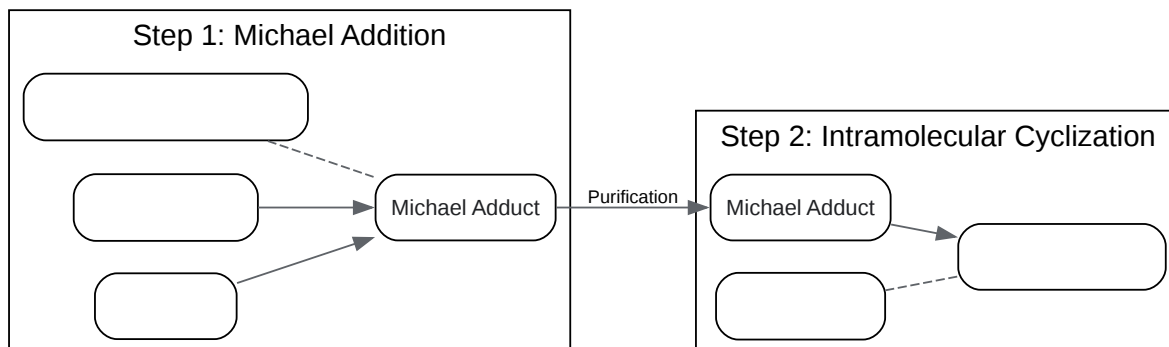 Step 1: Michael Addition
Michael Adduct
Purification
Step 2: Intramolecular Cyclization
Michael Adduct